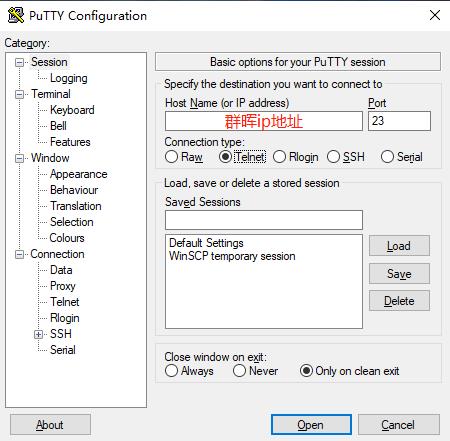 PuTTY Configuration
Category:
Session
Logging
Terminal
Keyboard
Bell
Features
Window
Appearance
Behaviour
Translation
Selection
Colours
Connection
Data
Proxy
Telnet
Rlogin
SSH
Serial
Basic options for your PuTTY session
Specify the destination you want to connect to
Host Name (or IP address) Port
群晖ip地址 23
Connection type:
Raw Telnet Rlogin SSH Serial
Load, save or delete a stored session
Saved Sessions
Default Settings
WinSCP temporary session
Load
Save
Delete
Close window on exit:
Always Never Only on clean exit
About Open Cancel